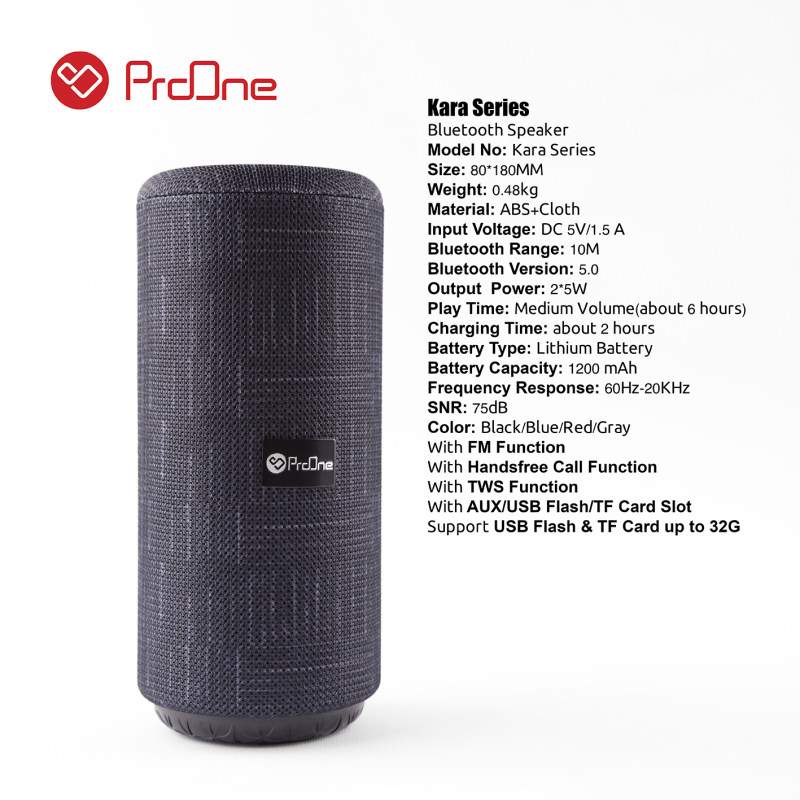 ProOne
Kara Series
Bluetooth Speaker
Model No: Kara Series
Size: 80*180MM
Weight: 0.48kg
Material: ABS+Cloth
Input Voltage: DC 5V/1.5 A
Bluetooth Range: 10M
Bluetooth Version: 5.0
Output  Power: 2*5W
Play Time: Medium Volume(about 6 hours)
Charging Time: about 2 hours
Battery Type: Lithium Battery
Battery Capacity: 1200 mAh
Frequency Response: 60Hz-20KHz
SNR: 75dB
Color: Black/Blue/Red/Gray
With FM Function
With Handsfree Call Function
With TWS Function
With AUX/USB Flash/TF Card Slot
Support USB Flash & TF Card up to 32G
ProOne